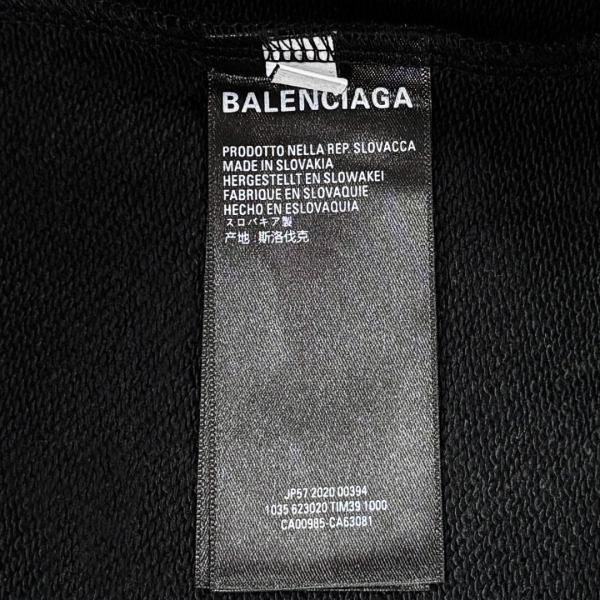 BALENCIAGA
PRODOTTO NELLA REP. SLOVACCA
MADE IN SLOVAKIA
HERGESTELLT EN SLOWAKEI
FABRIQUE EN SLOVAQUIE
HECHO EN ESLOVAQUIA
スロバキア製
产地:斯洛伐克
JP57 2020 00394
1035 623020 TIM39 1000
CA00985-CA63081